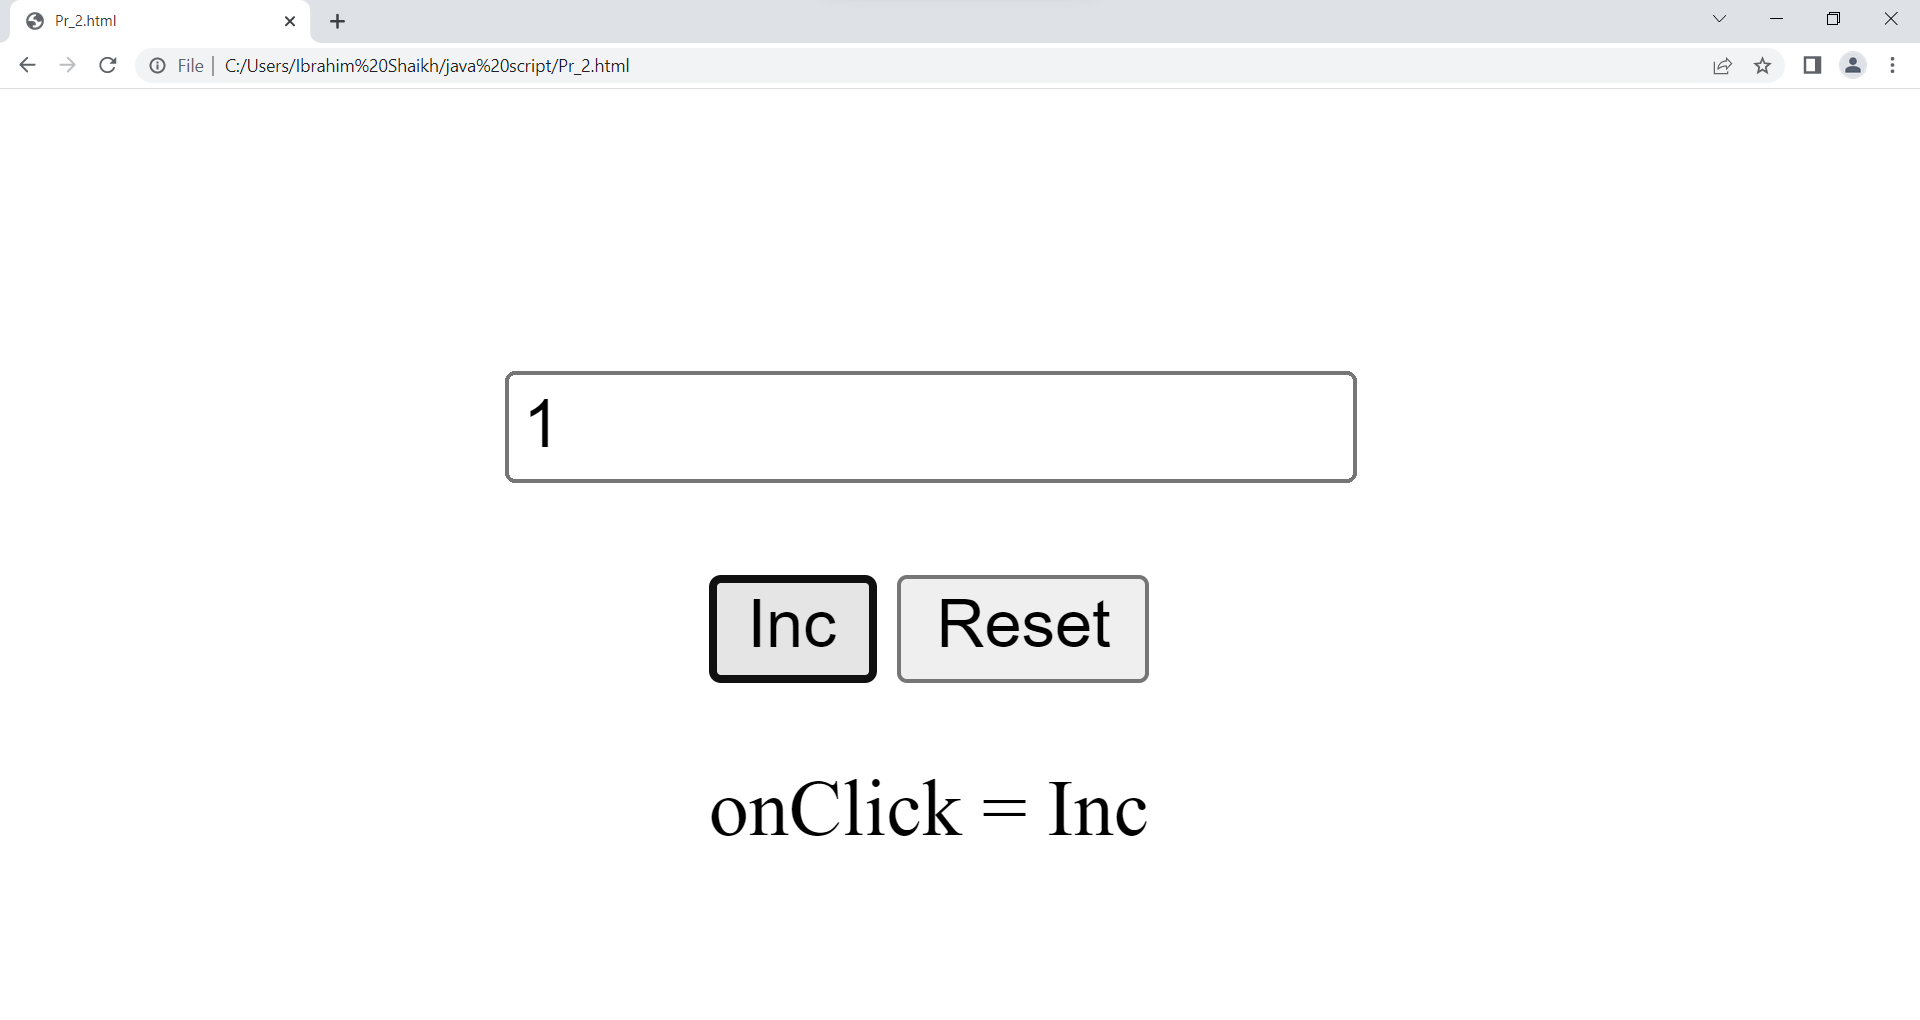 Pr_2.html
File | C:/Users/Ibrahim%20Shaikh/java%20script/Pr_2.html
1
Inc Reset
onClick = Inc